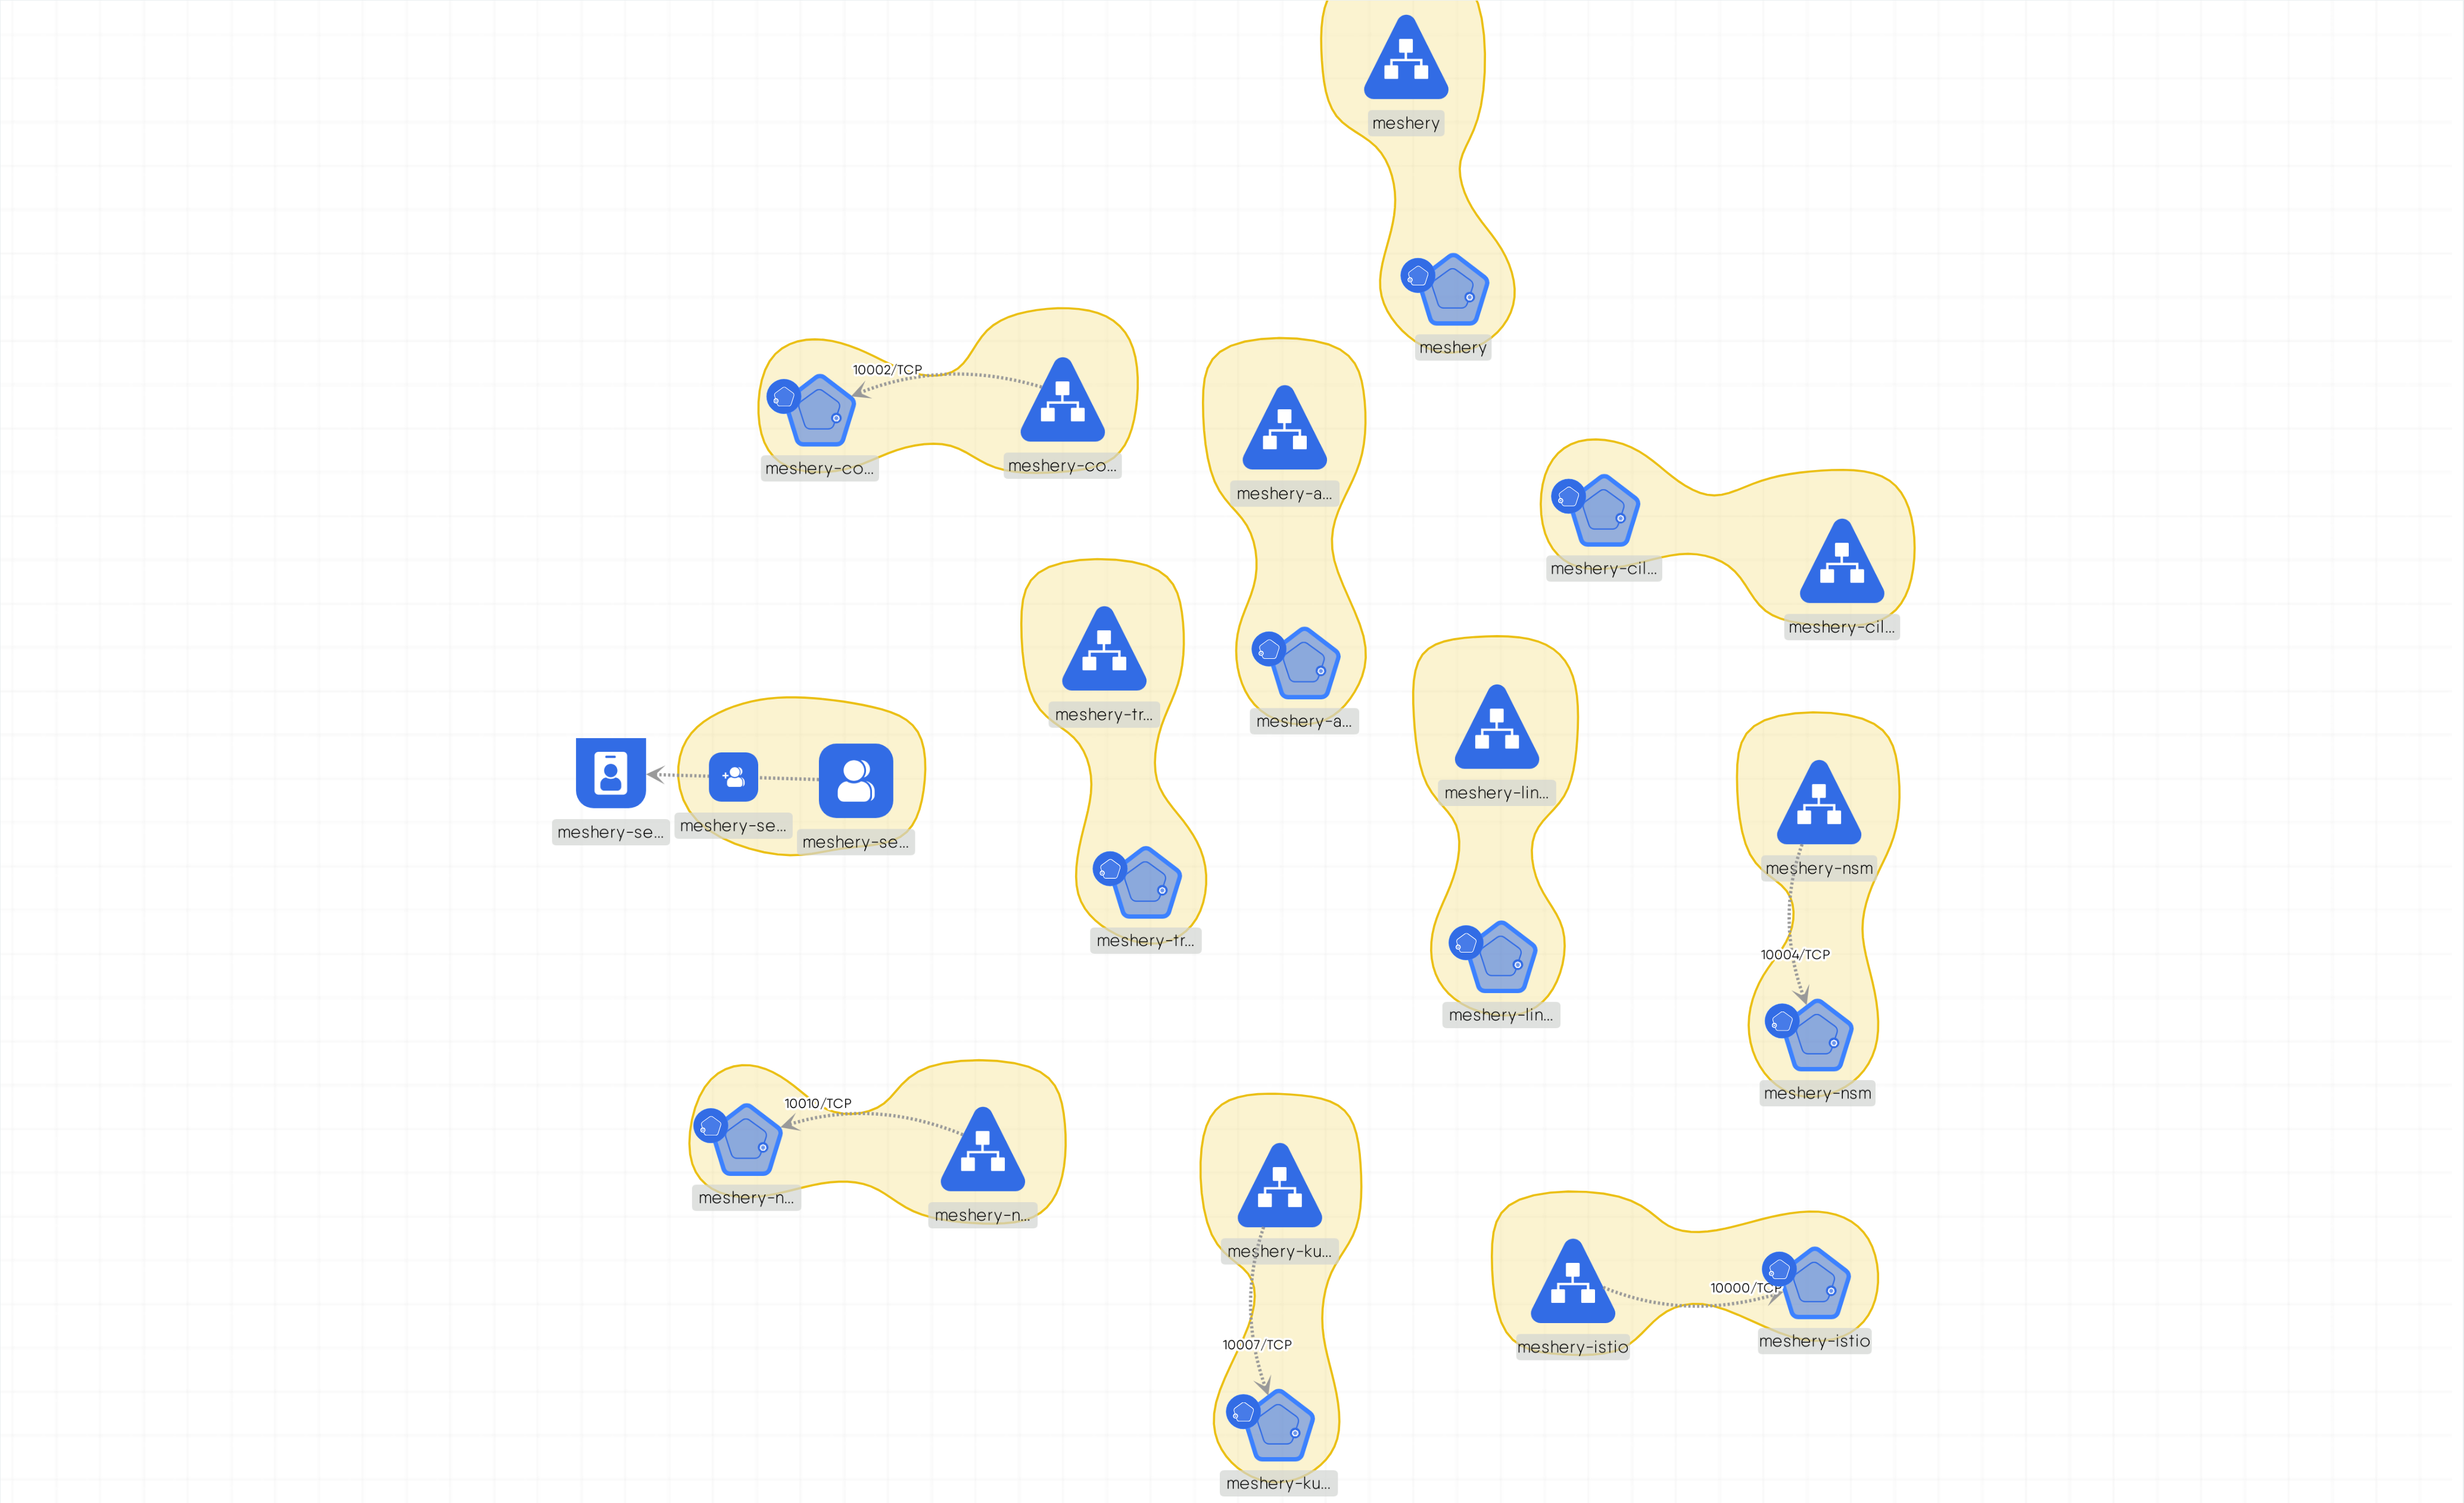 meshery
meshery
10002/TCP
meshery-co...
meshery-co...
meshery-a...
meshery-cil...
meshery-cil...
meshery-tr...
meshery-a...
meshery-lin...
meshery-se...
meshery-se...
meshery-se...
meshery-nsm
meshery-tr...
10004/TCP
meshery-lin...
meshery-nsm
10010/TCP
meshery-n...
meshery-n...
meshery-ku...
10000/TCP
meshery-istio
meshery-istio
10007/TCP
meshery-ku...